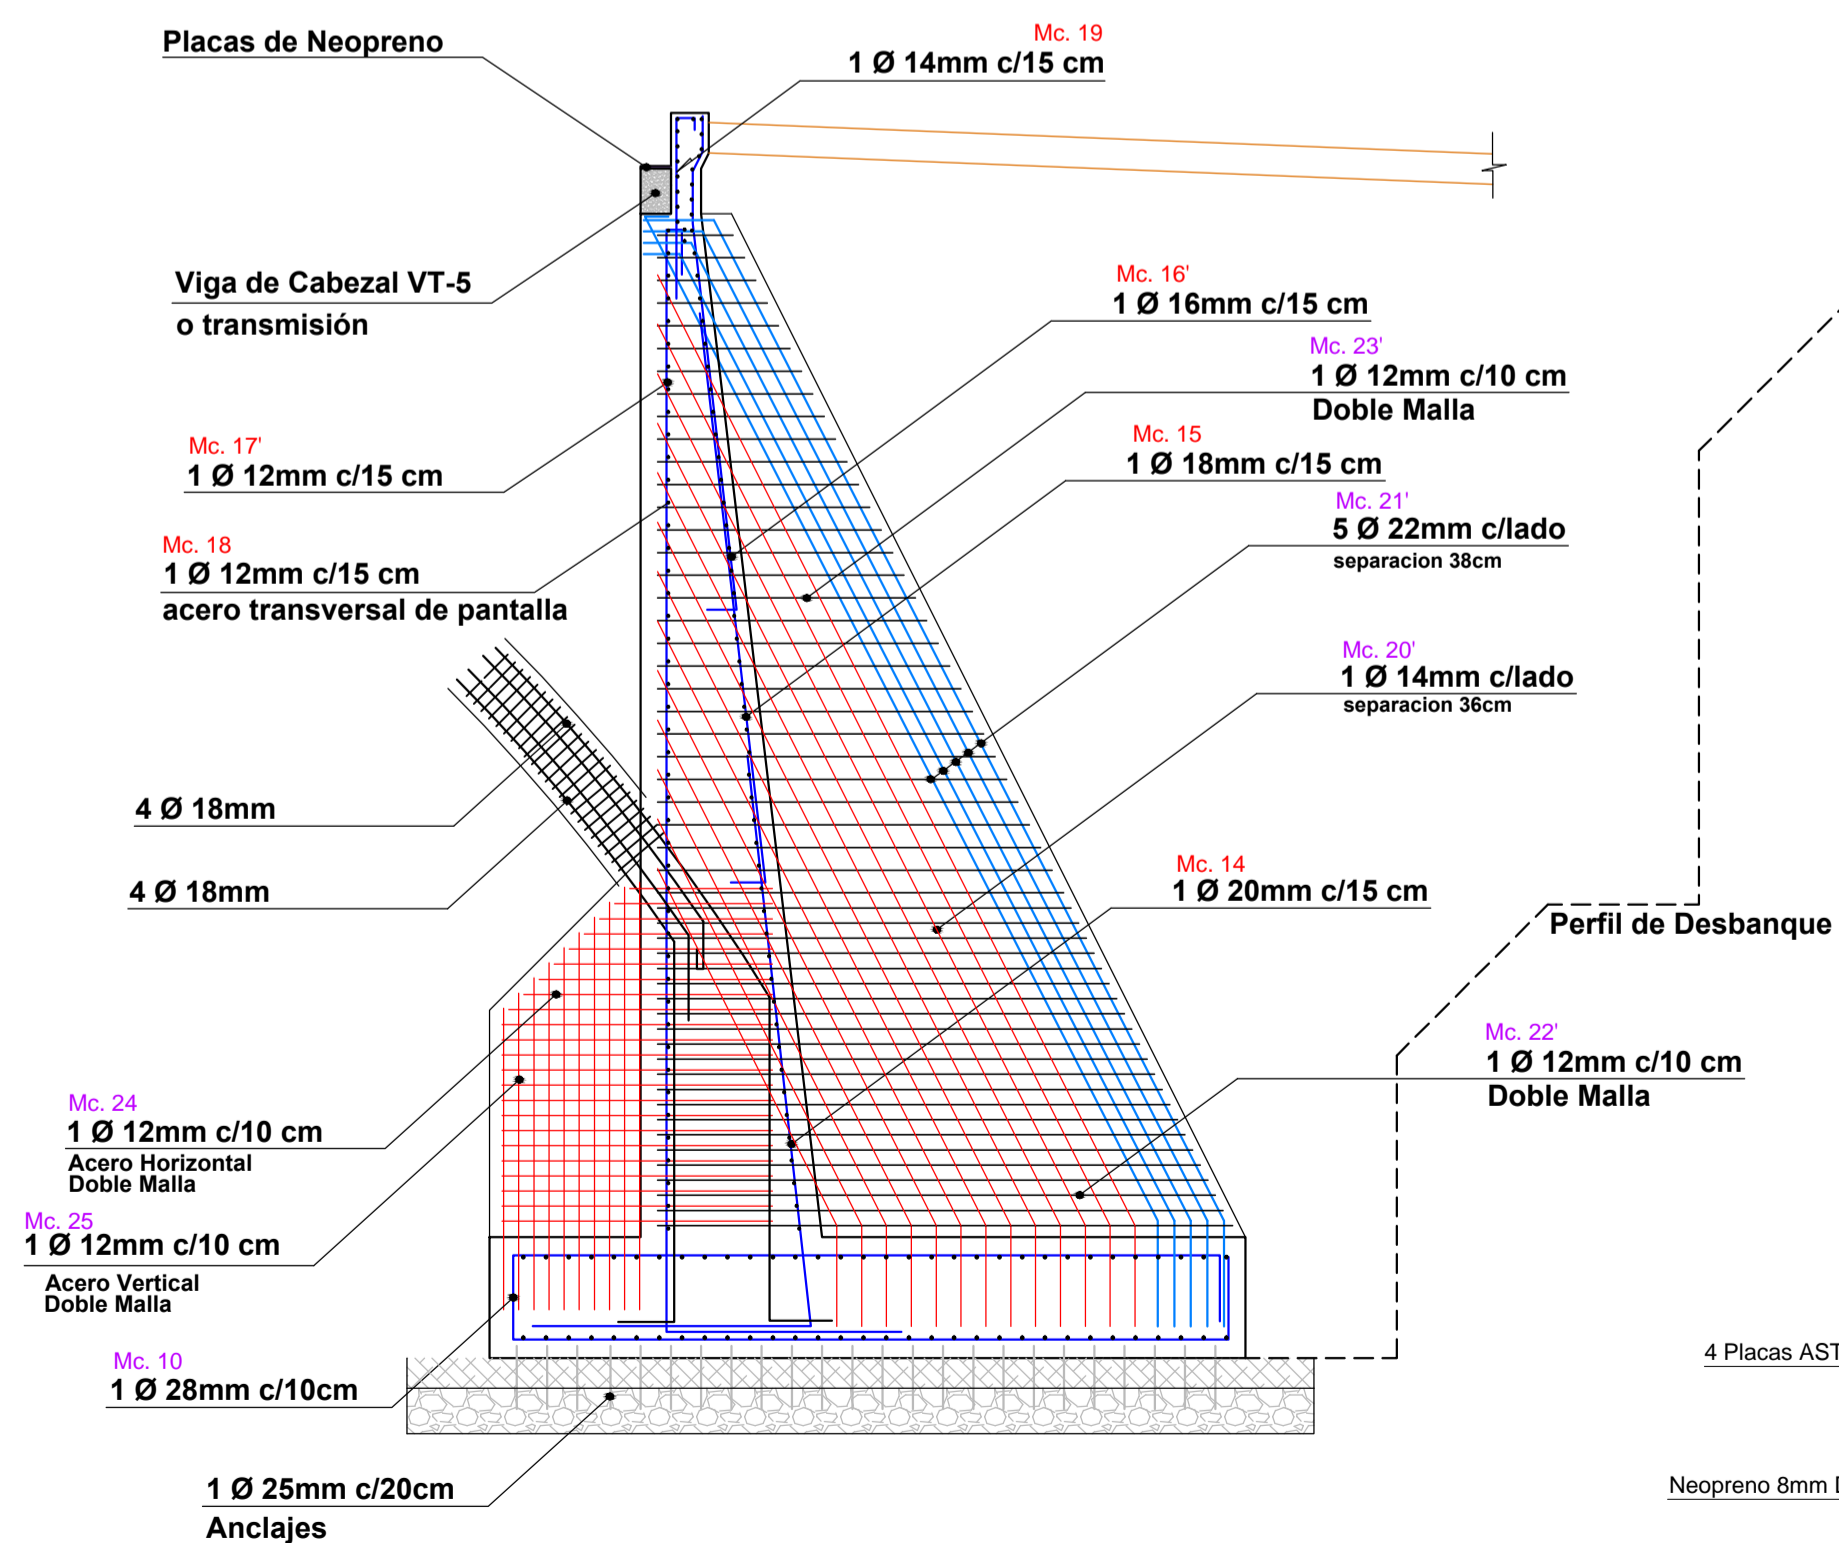 Placas de Neopreno
Mc. 19
1 Ø 14mm c/15 cm
Viga de Cabezal VT-5
o transmisión
Mc. 16'
1 Ø 16mm c/15 cm
Mc. 23'
1 Ø 12mm c/10 cm
Doble Malla
Mc. 17'
1 Ø 12mm c/15 cm
Mc. 15
1 Ø 18mm c/15 cm
Mc. 21'
5 Ø 22mm c/lado
separacion 38cm
Mc. 18
1 Ø 12mm c/15 cm
acero transversal de pantalla
Mc. 20'
1 Ø 14mm c/lado
separacion 36cm
4 Ø 18mm
4 Ø 18mm
Mc. 14
1 Ø 20mm c/15 cm
Perfil de Desbanque
Mc. 22'
1 Ø 12mm c/10 cm
Doble Malla
Mc. 24
1 Ø 12mm c/10 cm
Acero Horizontal
Doble Malla
Mc. 25
1 Ø 12mm c/10 cm
Acero Vertical
Doble Malla
Mc. 10
1 Ø 28mm c/10cm
4 Placas AST
1 Ø 25mm c/20cm
Anclajes
Neopreno 8mm